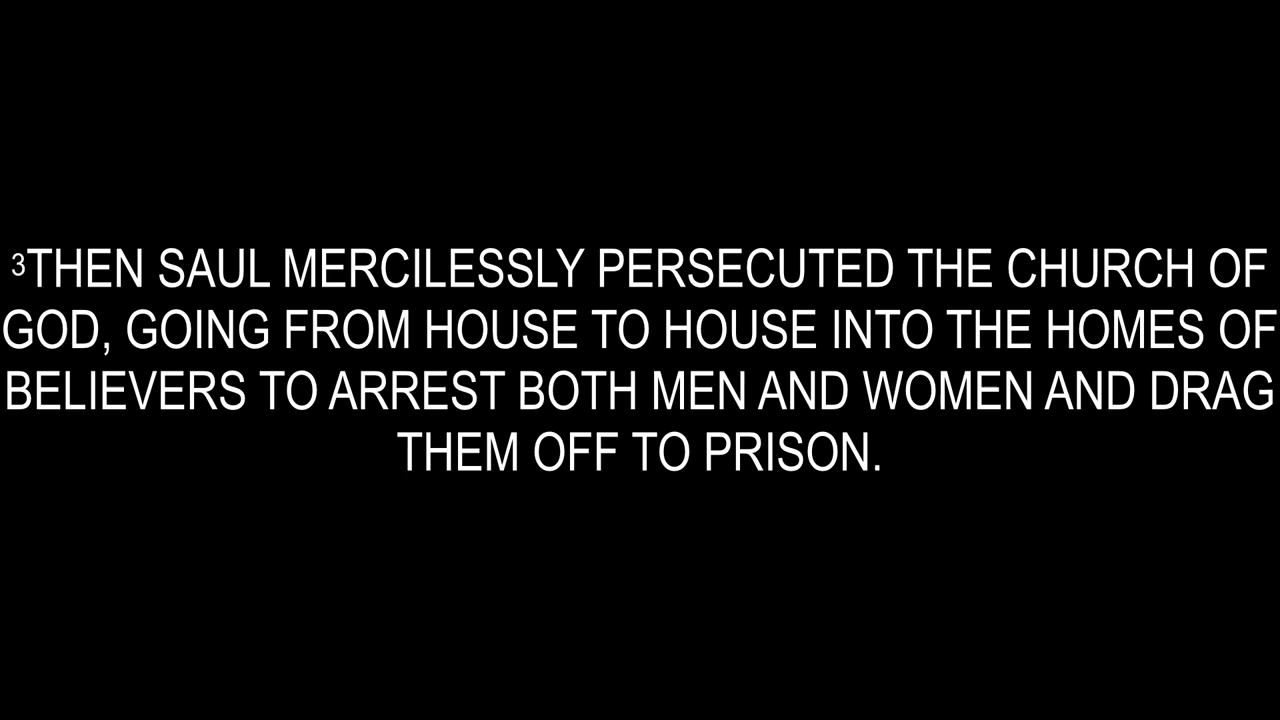 ³THEN SAUL MERCILESSLY PERSECUTED THE CHURCH OF
GOD, GOING FROM HOUSE TO HOUSE INTO THE HOMES OF
BELIEVERS TO ARREST BOTH MEN AND WOMEN AND DRAG
THEM OFF TO PRISON.